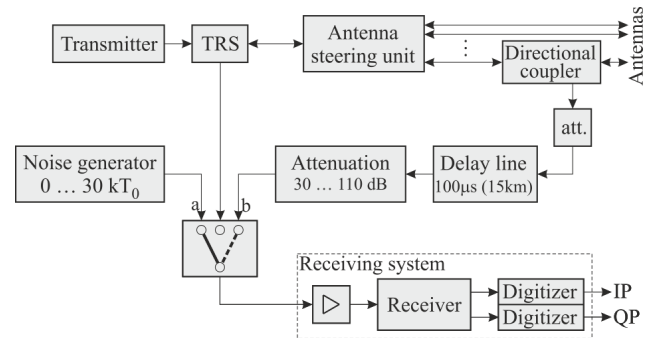 Transmitter
TRS
Antenna
steering unit
⋮
Directional
coupler
Antennas
att.
Noise generator
0 … 30 kT₀
Attenuation
30 … 110 dB
Delay line
100μs (15km)
a
b
Receiving system
Receiver
Digitizer
IP
Digitizer
QP